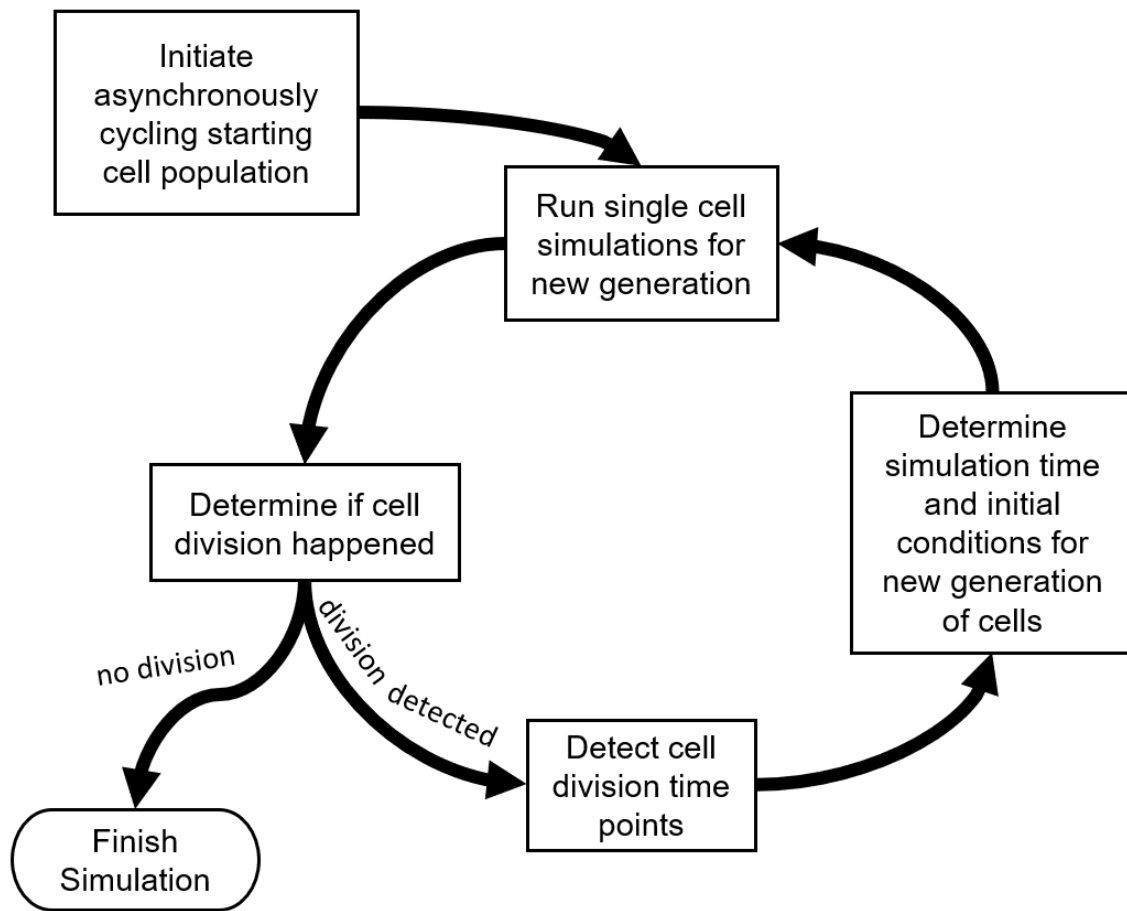 Initiate
asynchronously
cycling starting
cell population
Run single cell
simulations for
new generation
Determine if cell
division happened
no division
division detected
Finish
Simulation
Detect cell
division time
points
Determine
simulation time
and initial
conditions for
new generation
of cells